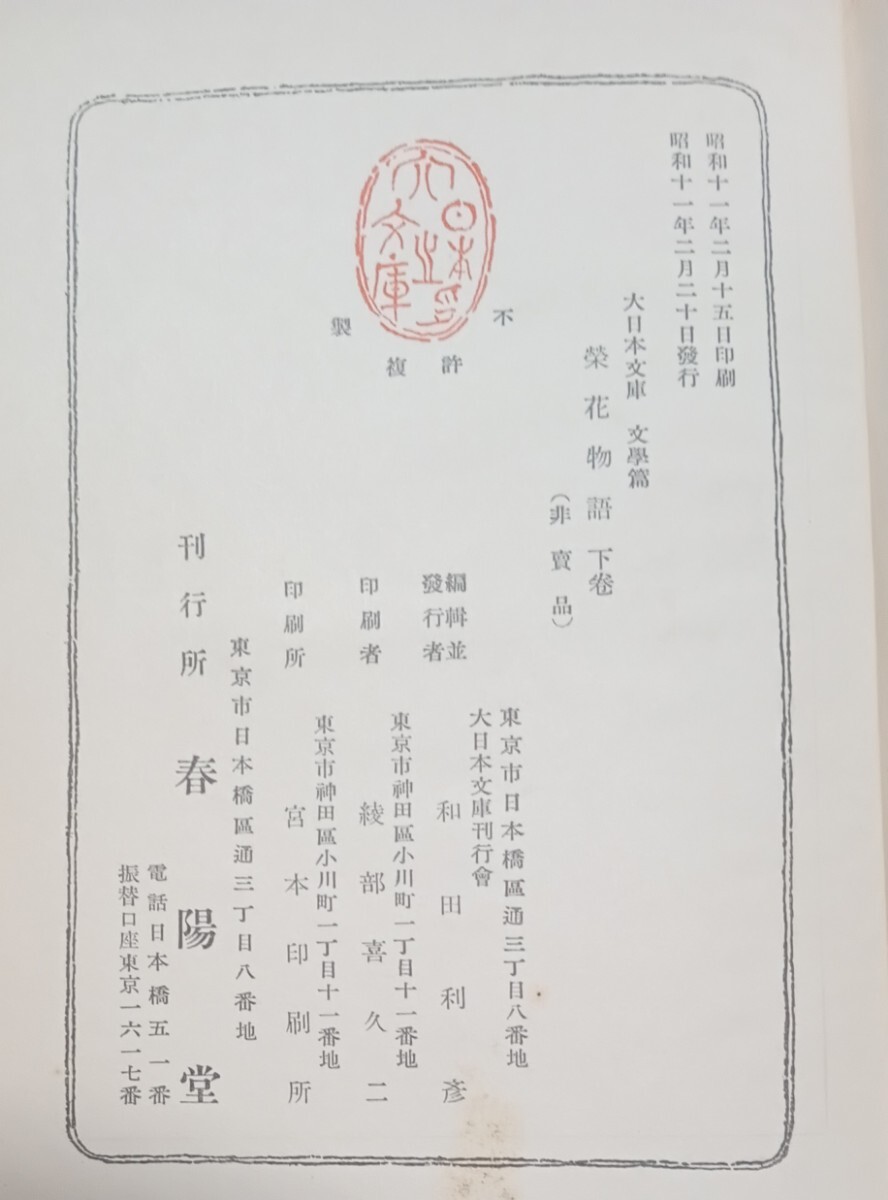 昭和十一年二月十五日印刷
昭和十一年二月二十日發行
大日本文庫 文學篇
榮花物語 下卷
(非賣品)
不許複製
大日本之文庫印
東京市日本橋區通三丁目八番地
大日本文庫刊行會
編輯並
發行者 和田利彥
東京市神田區小川町一丁目十一番地
印刷者 綾部喜久二
東京市神田區小川町一丁目十一番地
印刷所 宮本印刷所
東京市日本橋區通三丁目八番地
刊行所 春陽堂
電話日本橋五一番
振替口座東京一六一七番